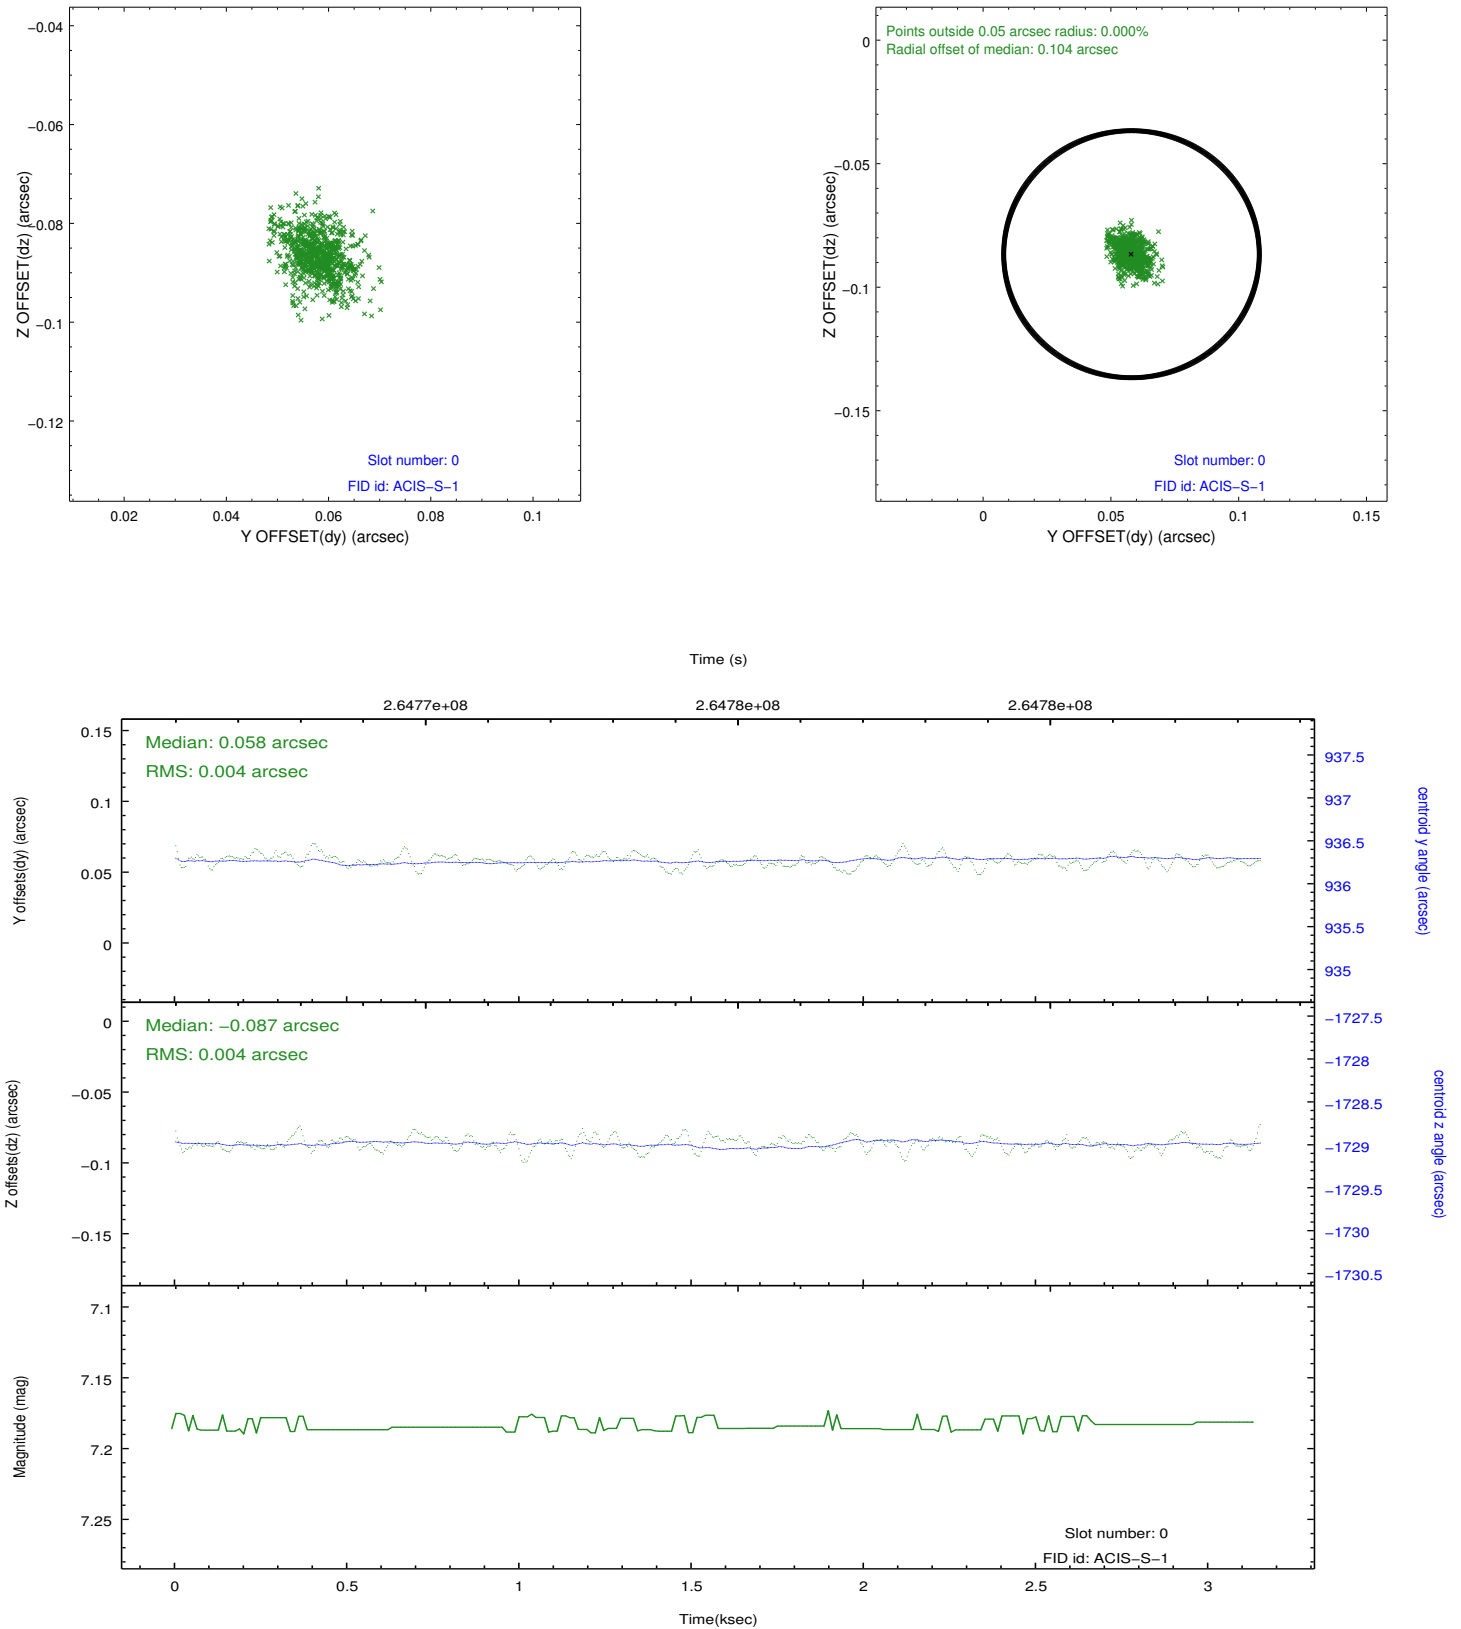 −0.04
−0.06
−0.08
−0.1
−0.12
Z OFFSET(dz) (arcsec)
Slot number: 0
FID id: ACIS−S−1
0.02 0.04 0.06 0.08 0.1
Y OFFSET(dy) (arcsec)
Points outside 0.05 arcsec radius: 0.000%
Radial offset of median: 0.104 arcsec
0
−0.05
−0.1
−0.15
Z OFFSET(dz) (arcsec)
Slot number: 0
FID id: ACIS−S−1
0 0.05 0.1 0.15
Y OFFSET(dy) (arcsec)
Time (s)
2.6477e+08 2.6478e+08 2.6478e+08
Median: 0.058 arcsec
RMS: 0.004 arcsec
0.15
0.1
0.05
0
Y offsets(dy) (arcsec)
937.5
937
936.5
936
935.5
935
centroid y angle (arcsec)
Median: −0.087 arcsec
RMS: 0.004 arcsec
0
−0.05
−0.1
−0.15
Z offsets(dz) (arcsec)
−1727.5
−1728
−1728.5
−1729
−1729.5
−1730
−1730.5
centroid z angle (arcsec)
7.1
7.15
7.2
7.25
Magnitude (mag)
Slot number: 0
FID id: ACIS−S−1
0 0.5 1 1.5 2 2.5 3
Time(ksec)